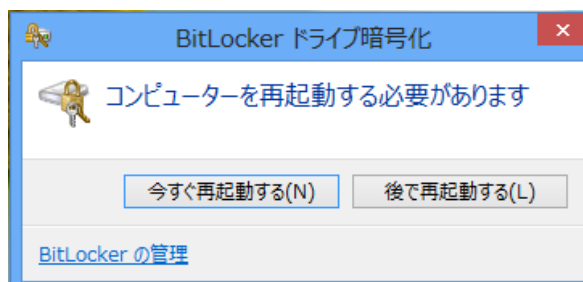 BitLocker ドライブ暗号化
コンピューターを再起動する必要があります
今すぐ再起動する(N) 後で再起動する(L)
BitLocker の管理